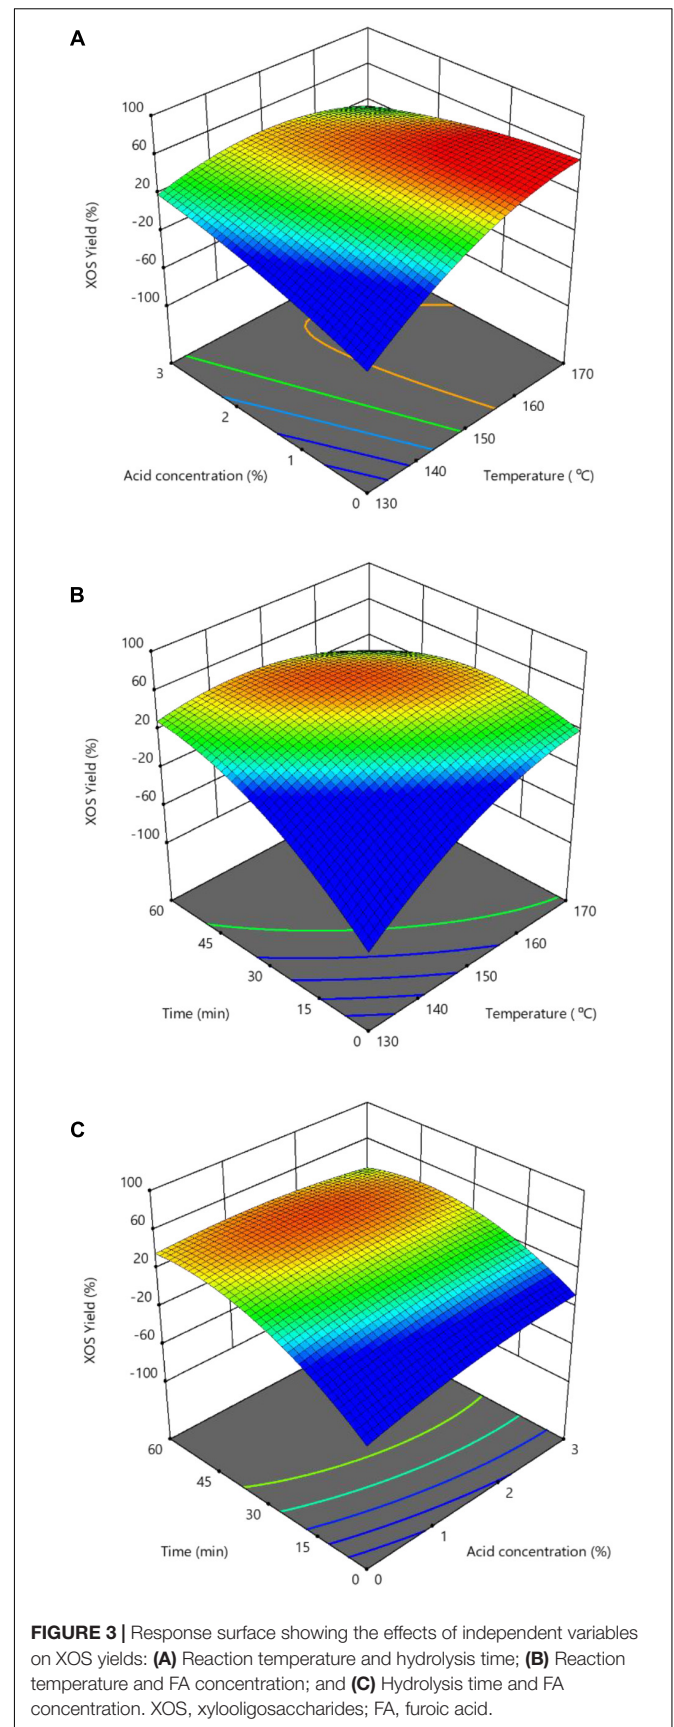 A
100
60
20
-20
-60
-100
XOS Yield (%)
3
2
1
0
130
140
150
160
170
Acid concentration (%)
Temperature ( ⁰C)
B
100
60
20
-20
-60
-100
XOS Yield (%)
60
45
30
15
0
130
140
150
160
170
Time (min)
Temperature ( ⁰C)
C
100
60
20
-20
-60
-100
XOS Yield (%)
60
45
30
15
0
0
1
2
3
Time (min)
Acid concentration (%)
FIGURE 3 | Response surface showing the effects of independent variables
on XOS yields: (A) Reaction temperature and hydrolysis time; (B) Reaction
temperature and FA concentration; and (C) Hydrolysis time and FA
concentration. XOS, xylooligosaccharides; FA, furoic acid.